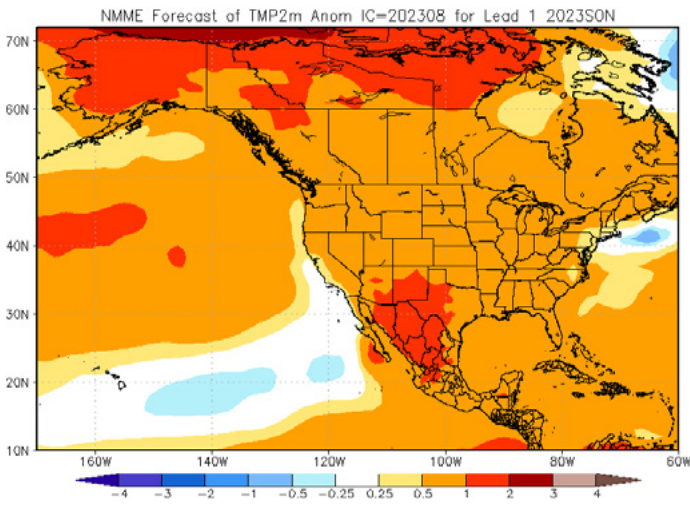 NMME Forecast of TMP2m Anom IC=202308 for Lead 1 2023SON
70N
60N
50N
40N
30N
20N
10N
160W 140W 120W 100W 80W 60W
-4 -3 -2 -1 -0.5 -0.25 0.25 0.5 1 2 3 4